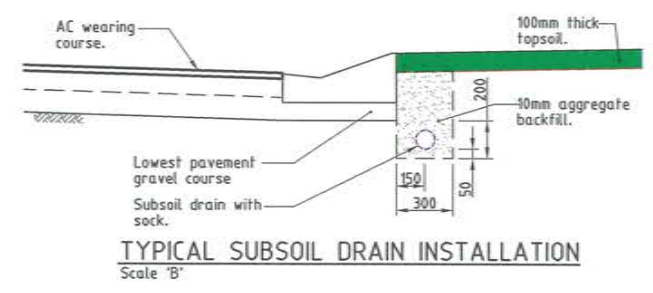 AC wearing
course.
100mm thick
topsoil.
200
10mm aggregate
backfill.
Lowest pavement
gravel course
150
50
Subsoil drain with
sock.
300
TYPICAL SUBSOIL DRAIN INSTALLATION
Scale 'B'